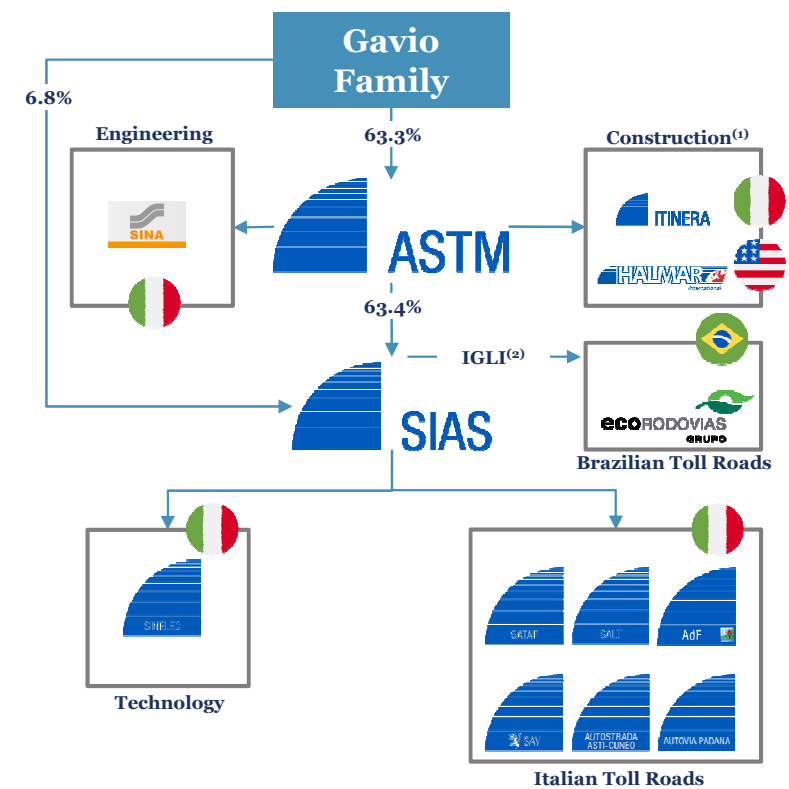 Gavio
Family
6.8%
63.3%
Engineering
Construction(1)
SINA
ITINERA
ASTM
HALMAR
International
63.4%
IGLI(2)
SIAS
ecoRODOVIAS
GRUPO
Brazilian Toll Roads
SINELEC
SATAP
SALT
AdF
Technology
SAV
AUTOSTRADA
ASTI-CUNEO
AUTOVIA PADANA
Italian Toll Roads